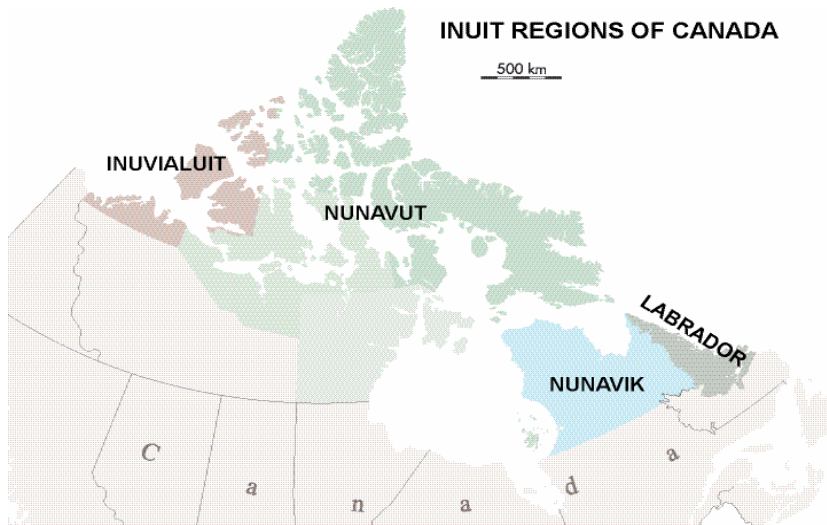 INUIT REGIONS OF CANADA
500 km
INUVIALUIT
NUNAVUT
LABRADOR
NUNAVIK
C a n a d a